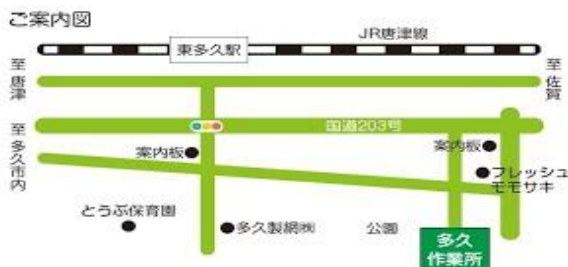 ご案内図
JR唐津線
東多久駅
至唐津
至佐賀
国道203号
至多久市内
案内板
案内板
フレッシュ
モモサキ
とうぶ保育園
多久製網㈱
公園
多久
作業所